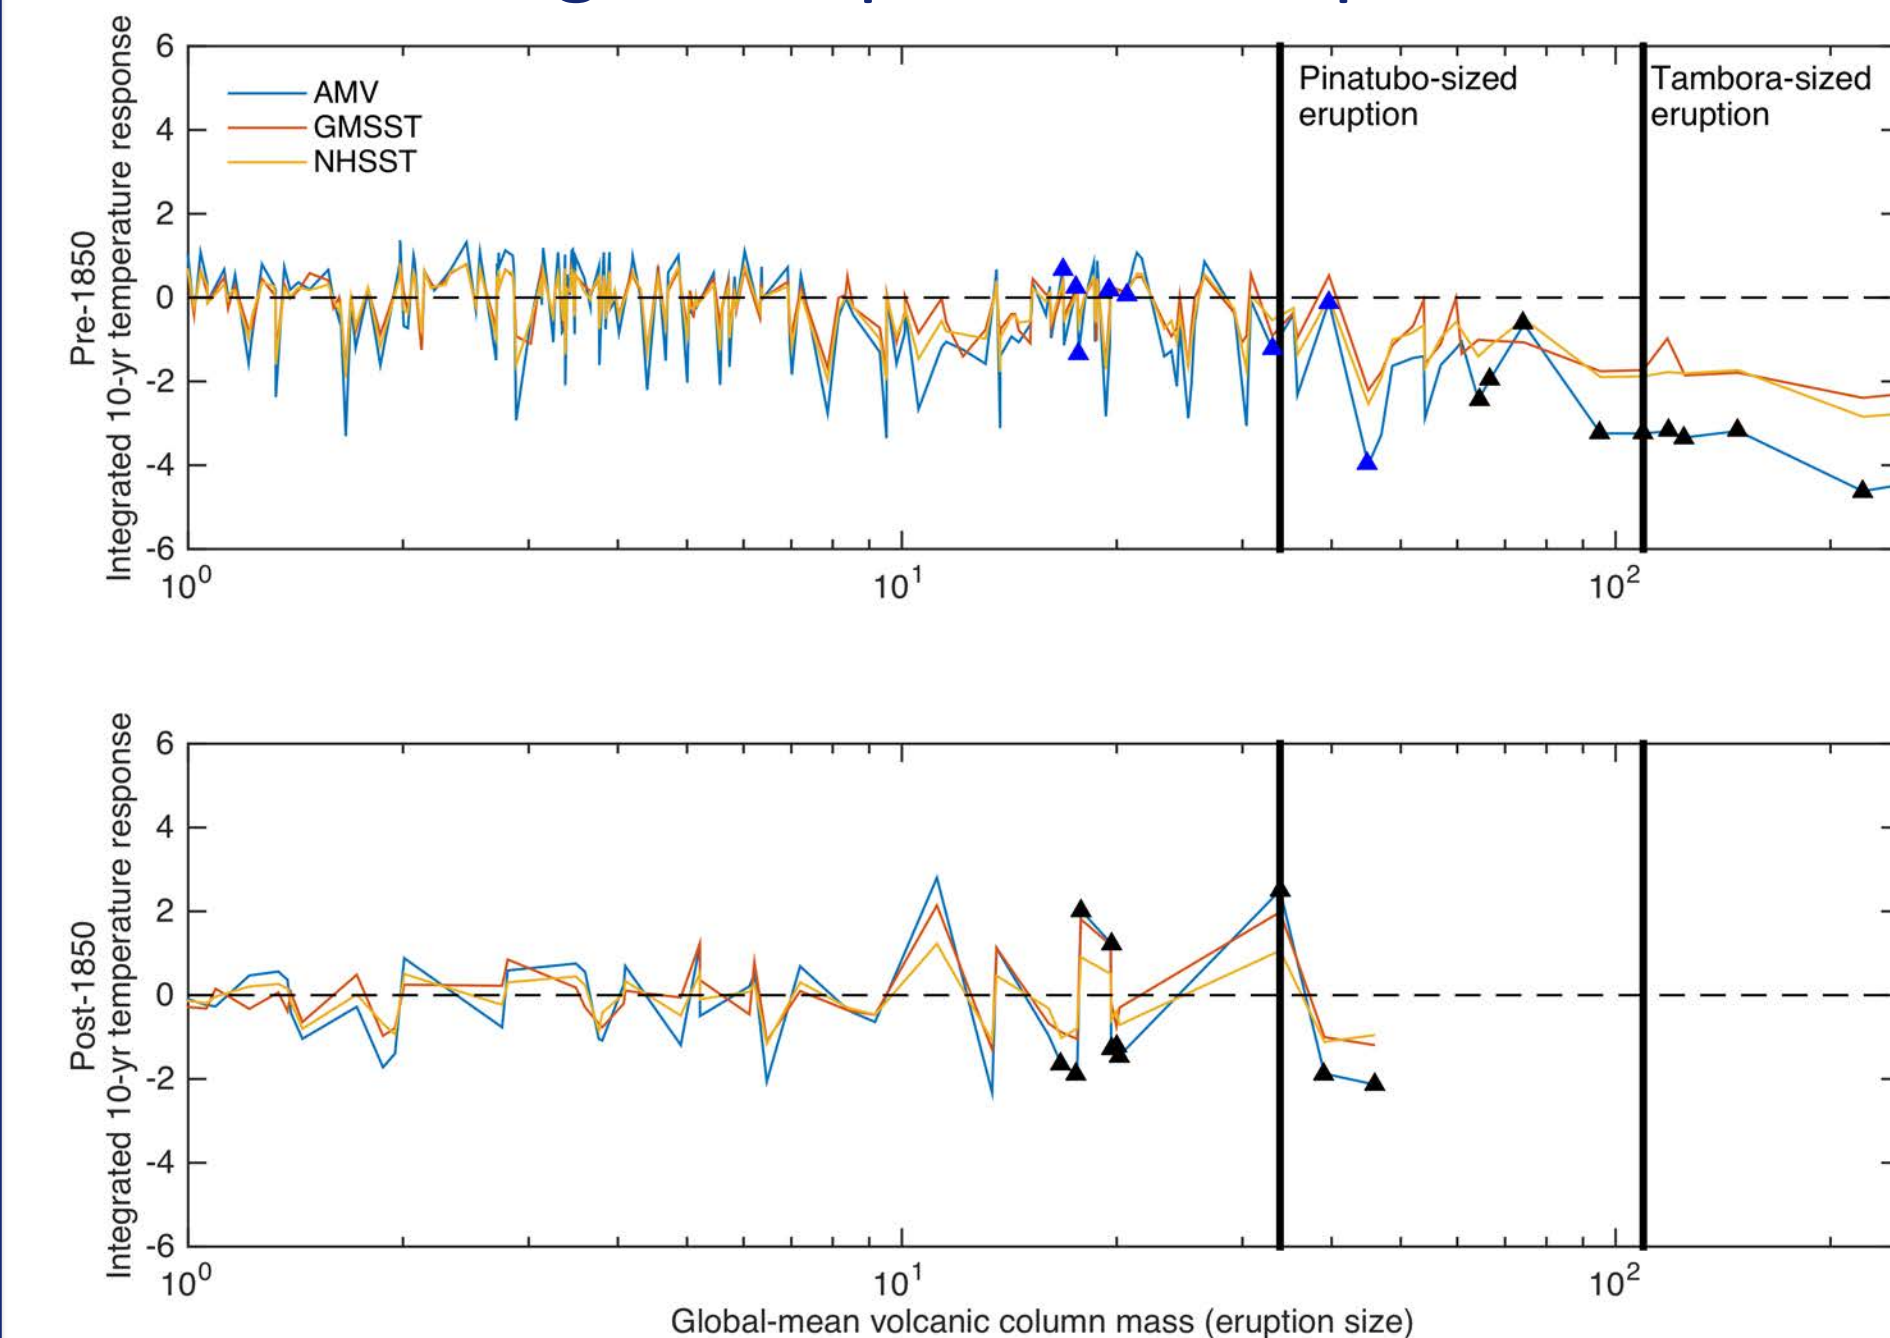 AMV
GMSST
NHSST
Pinatubo-sized
eruption
Tambora-sized
eruption
Pre-1850
Integrated 10-yr temperature response
6
4
2
0
-2
-4
-6
10^0
10^1
10^2
Post-1850
Integrated 10-yr temperature response
6
4
2
0
-2
-4
-6
10^0
10^1
10^2
Global-mean volcanic column mass (eruption size)